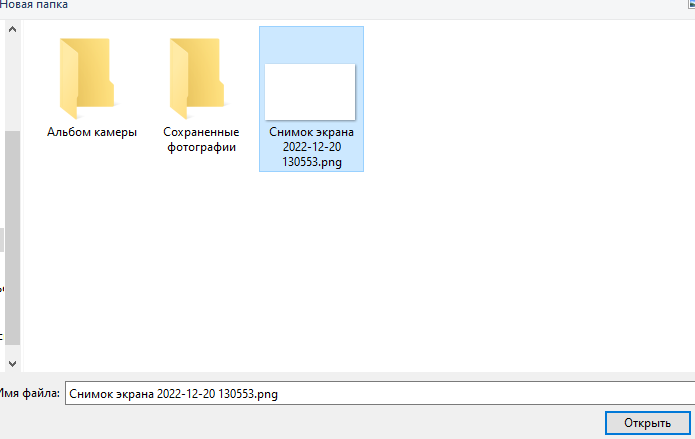 Новая папка
Альбом камеры
Сохраненные
фотографии
Снимок экрана
2022-12-20
130553.png
Имя файла:
Снимок экрана 2022-12-20 130553.png
Открыть